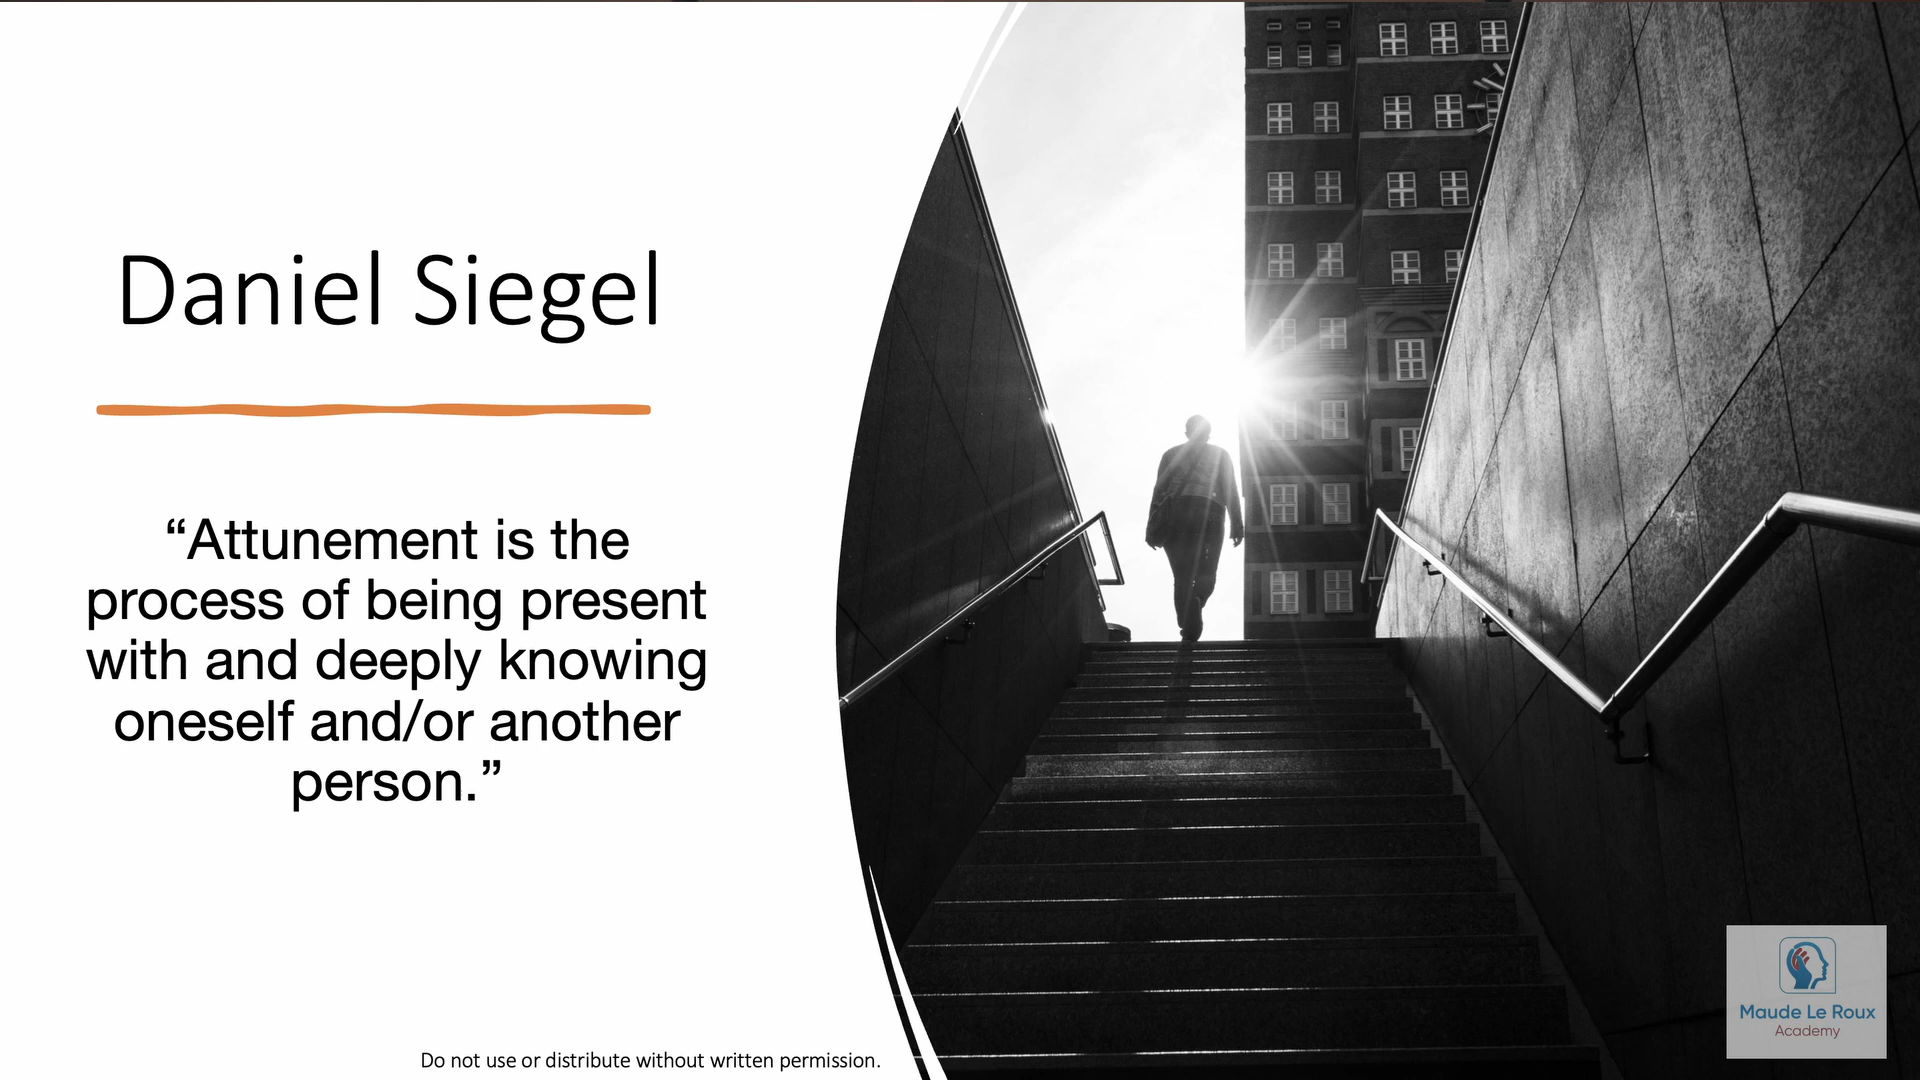 Daniel Siegel
“Attunement is the
process of being present
with and deeply knowing
oneself and/or another
person.”
Do not use or distribute without written permission.
Maude Le Roux
Academy